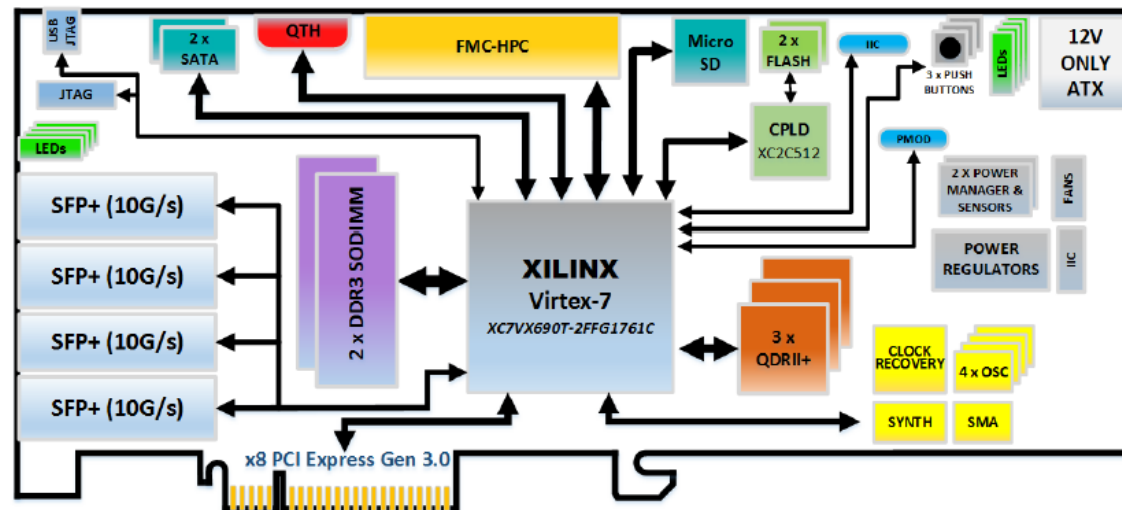 USB
JTAG
2 x
SATA
QTH
FMC-HPC
Micro
SD
2 x
FLASH
IIC
3 x PUSH
BUTTONS
LEDs
12V
ONLY
ATX
JTAG
LEDs
CPLD
XC2C512
PMOD
2 X POWER
MANAGER &
SENSORS
FANS
SFP+ (10G/s)
SFP+ (10G/s)
SFP+ (10G/s)
SFP+ (10G/s)
2 x DDR3 SODIMM
XILINX
Virtex-7
XC7VX690T-2FFG1761C
POWER
REGULATORS
IIC
3 x
QDRII+
CLOCK
RECOVERY
4 x OSC
SYNTH
SMA
x8 PCI Express Gen 3.0